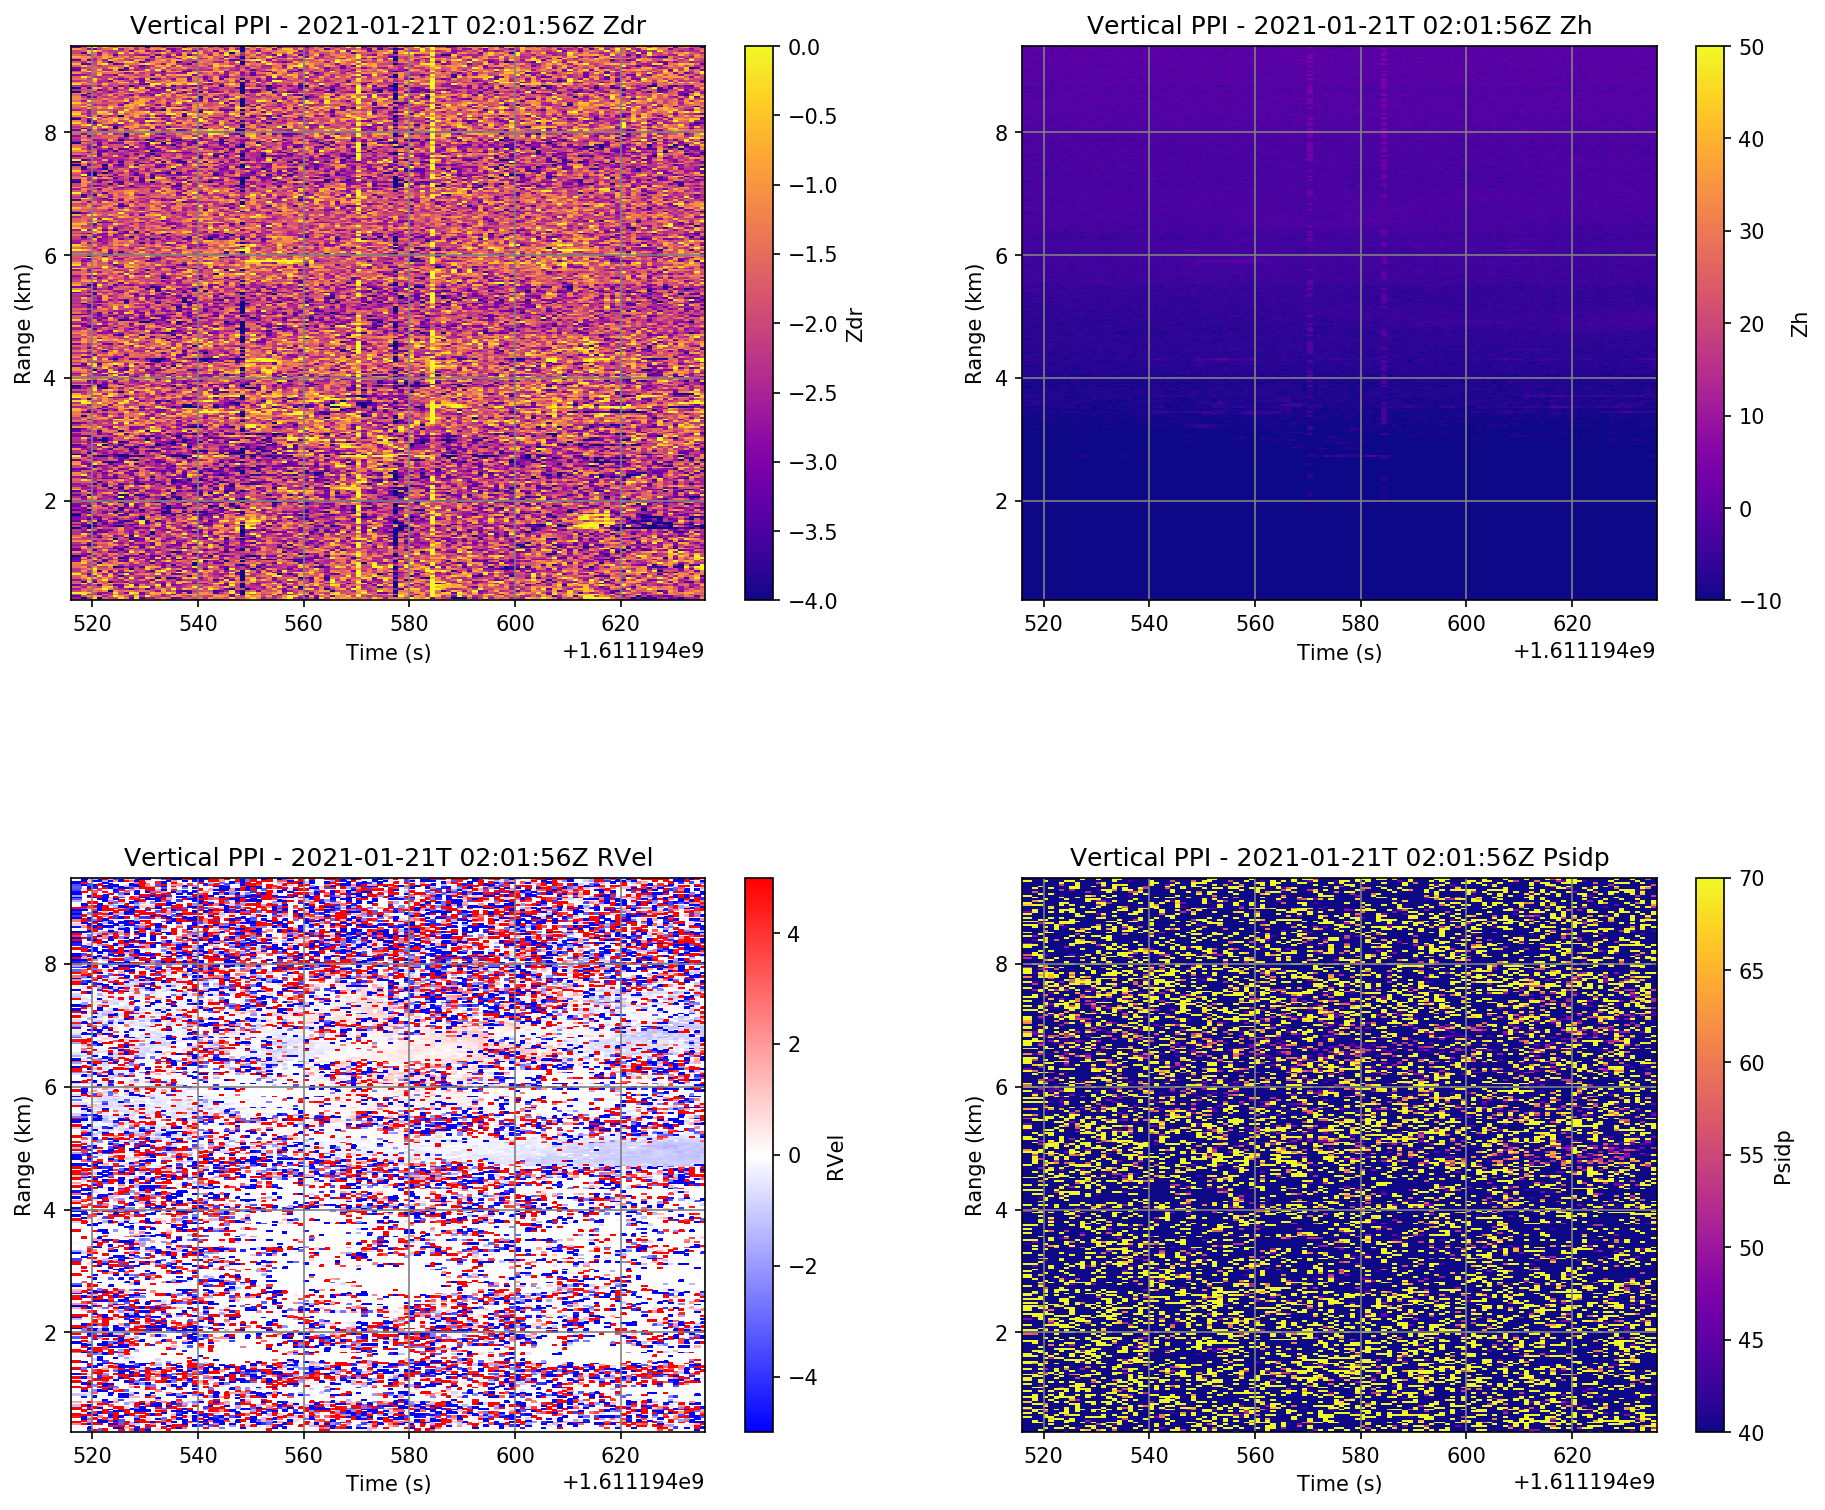 Vertical PPI - 2021-01-21T 02:01:56Z Zdr
Range (km)
8
6
4
2
520 540 560 580 600 620
Time (s)
+1.611194e9
0.0
−0.5
−1.0
−1.5
−2.0
−2.5
−3.0
−3.5
−4.0
Zdr
Vertical PPI - 2021-01-21T 02:01:56Z Zh
Range (km)
8
6
4
2
520 540 560 580 600 620
Time (s)
+1.611194e9
50
40
30
20
10
0
−10
Zh
Vertical PPI - 2021-01-21T 02:01:56Z RVel
Range (km)
8
6
4
2
520 540 560 580 600 620
Time (s)
+1.611194e9
4
2
0
−2
−4
RVel
Vertical PPI - 2021-01-21T 02:01:56Z Psidp
Range (km)
8
6
4
2
520 540 560 580 600 620
Time (s)
+1.611194e9
70
65
60
55
50
45
40
Psidp